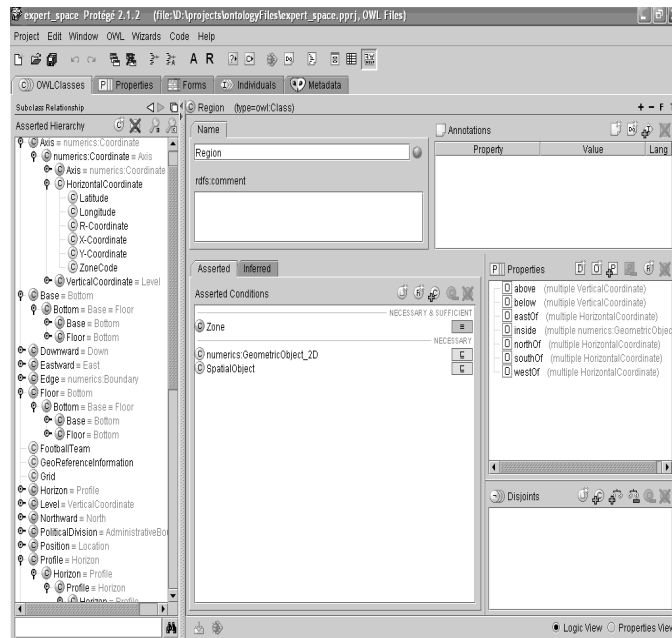 expert_space Protégé 2.1.2 (file:\D:\projects\ontologyFiles\expert_space.pprj, OWL Files)
Project Edit Window OWL Wizards Code Help
A R
OWLClasses Properties Forms Individuals Metadata
Subclass Relationship
Asserted Hierarchy
Axis ≡ numerics:Coordinate
numerics:Coordinate ≡ Axis
Axis ≡ numerics:Coordinate
HorizontalCoordinate
Latitude
Longitude
R-Coordinate
X-Coordinate
Y-Coordinate
ZoneCode
VerticalCoordinate ≡ Level
Base ≡ Bottom
Bottom ≡ Base ≡ Floor
Base ≡ Bottom
Floor ≡ Bottom
Downward ≡ Down
Eastward ≡ East
Edge ≡ numerics:Boundary
Floor ≡ Bottom
Bottom ≡ Base ≡ Floor
Base ≡ Bottom
Floor ≡ Bottom
FootballTeam
GeoReferenceInformation
Grid
Horizon ≡ Profile
Level ≡ VerticalCoordinate
Northward ≡ North
PoliticalDivision ≡ AdministrativeBo
Position ≡ Location
Profile ≡ Horizon
Horizon ≡ Profile
Profile ≡ Horizon
Horizon ≡ Profile
Region (type=owl:Class)
+ − F T
Name
Region
rdfs:comment
Annotations
Property Value Lang
Asserted Inferred
Asserted Conditions
NECESSARY & SUFFICIENT
Zone
NECESSARY
numerics:GeometricObject_2D
SpatialObject
Properties
above (multiple VerticalCoordinate)
below (multiple VerticalCoordinate)
eastOf (multiple HorizontalCoordinate)
inside (multiple numerics:GeometricObjec
northOf (multiple HorizontalCoordinate)
southOf (multiple HorizontalCoordinate)
westOf (multiple HorizontalCoordinate)
Disjoints
Logic View Properties View